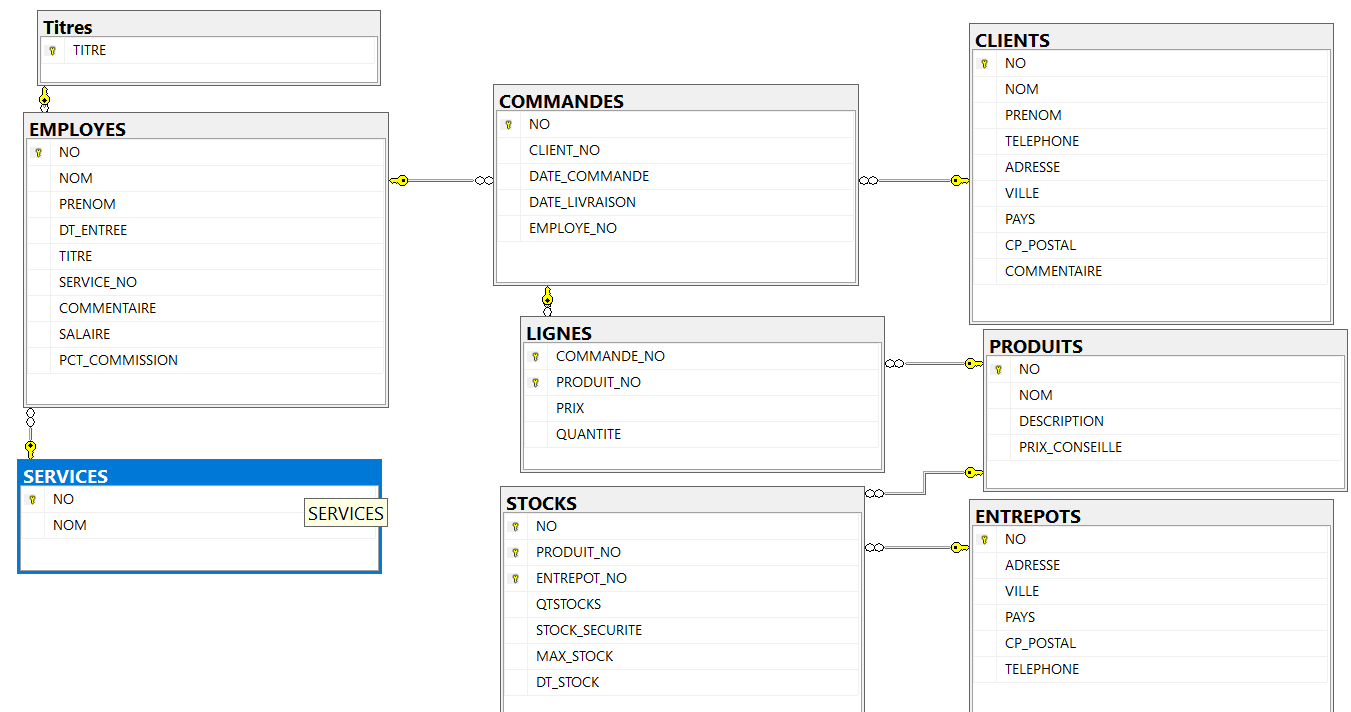 Titres
TITRE
EMPLOYES
NO
NOM
PRENOM
DT_ENTREE
TITRE
SERVICE_NO
COMMENTAIRE
SALAIRE
PCT_COMMISSION
SERVICES
NO
NOM
SERVICES
COMMANDES
NO
CLIENT_NO
DATE_COMMANDE
DATE_LIVRAISON
EMPLOYE_NO
LIGNES
COMMANDE_NO
PRODUIT_NO
PRIX
QUANTITE
STOCKS
NO
PRODUIT_NO
ENTREPOT_NO
QTSTOCKS
STOCK_SECURITE
MAX_STOCK
DT_STOCK
CLIENTS
NO
NOM
PRENOM
TELEPHONE
ADRESSE
VILLE
PAYS
CP_POSTAL
COMMENTAIRE
PRODUITS
NO
NOM
DESCRIPTION
PRIX_CONSEILLE
ENTREPOTS
NO
ADRESSE
VILLE
PAYS
CP_POSTAL
TELEPHONE